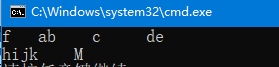 C:\Windows\system32\cmd.exe
f   ab   c     de
hijk     M